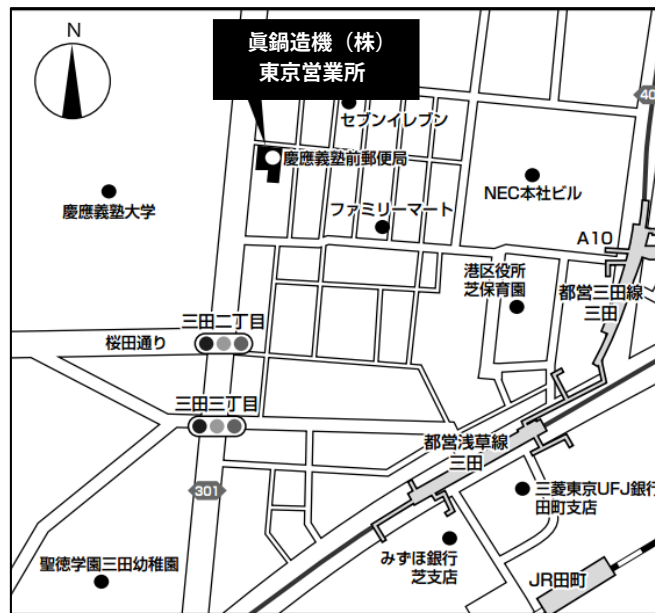 N
眞鍋造機（株）
東京営業所
40
セブンイレブン
慶應義塾前郵便局
慶應義塾大学
NEC本社ビル
ファミリーマート
A10
港区役所
芝保育園
都営三田線
三田
三田二丁目
桜田通り
三田三丁目
都営浅草線
三田
301
三菱東京UFJ銀行
田町支店
みずほ銀行
芝支店
聖徳学園三田幼稚園
JR田町